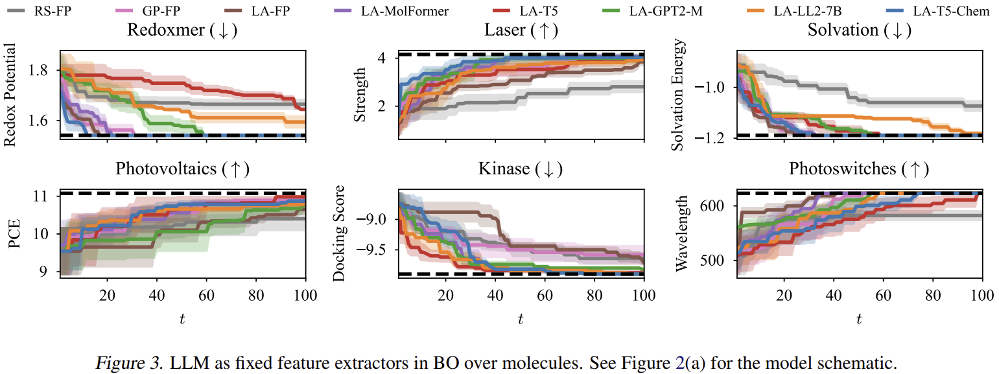 RS-FP GP-FP LA-FP LA-MolFormer LA-T5 LA-GPT2-M LA-LL2-7B LA-T5-Chem
Redoxmer (↓)
Redox Potential
1.8
1.6
Laser (↑)
Strength
4
2
Solvation (↓)
Solvation Energy
−1.0
−1.2
Photovoltaics (↑)
PCE
11
10
9
20 40 60 80 100
t
Kinase (↓)
Docking Score
−9.0
−9.5
20 40 60 80 100
t
Photoswitches (↑)
Wavelength
600
500
20 40 60 80 100
t
Figure 3. LLM as fixed feature extractors in BO over molecules. See Figure 2(a) for the model schematic.